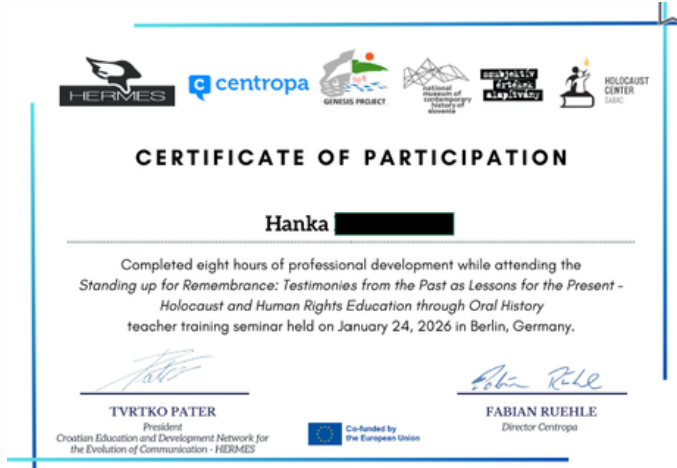 HERMES
centropa
GENESIS PROJECT
national
museum of
contemporary
history of
slovenia
szubjektív
értékek
alapítvány
HOLOCAUST
CENTER
ŠABAC
CERTIFICATE OF PARTICIPATION
Hanka
Completed eight hours of professional development while attending the
Standing up for Remembrance: Testimonies from the Past as Lessons for the Present -
Holocaust and Human Rights Education through Oral History
teacher training seminar held on January 24, 2026 in Berlin, Germany.
TVRTKO PATER
President
Croatian Education and Development Network for
the Evolution of Communication - HERMES
Co-funded by
the European Union
FABIAN RUEHLE
Director Centropa